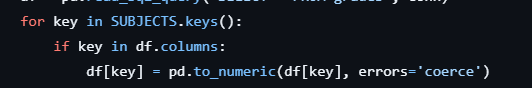 for key in SUBJECTS.keys():
if key in df.columns:
df[key] = pd.to_numeric(df[key], errors='coerce')